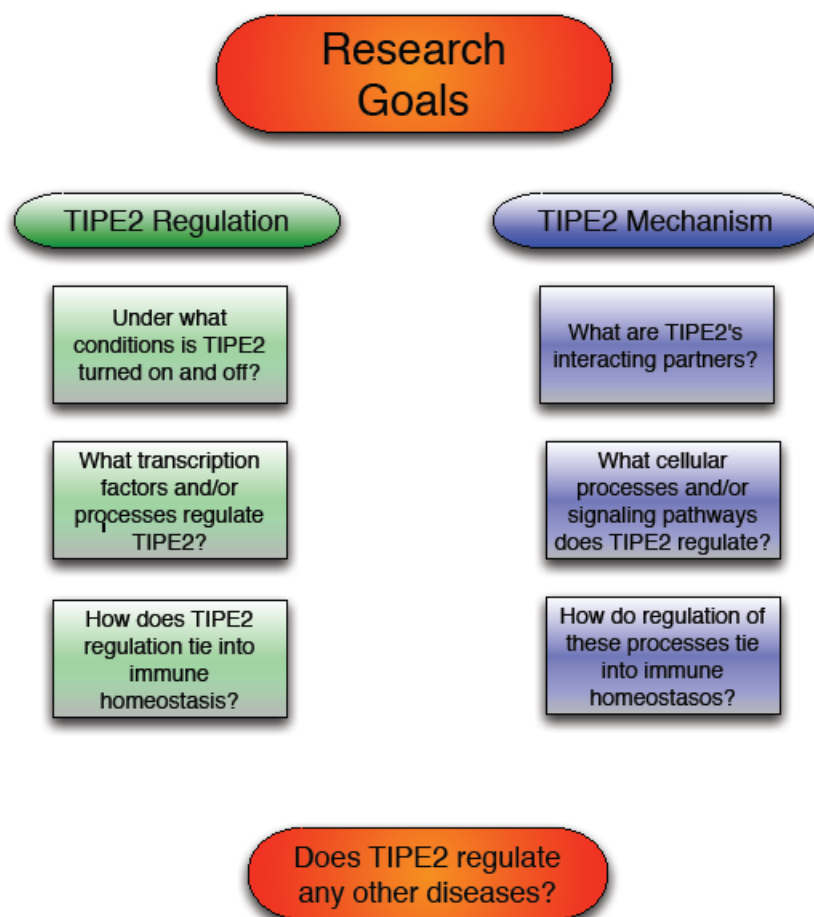 Research
Goals
TIPE2 Regulation
Under what
conditions is TIPE2
turned on and off?
What transcription
factors and/or
processes regulate
TIPE2?
How does TIPE2
regulation tie into
immune
homeostasis?
TIPE2 Mechanism
What are TIPE2's
interacting partners?
What cellular
processes and/or
signaling pathways
does TIPE2 regulate?
How do regulation of
these processes tie
into immune
homeostasos?
Does TIPE2 regulate
any other diseases?